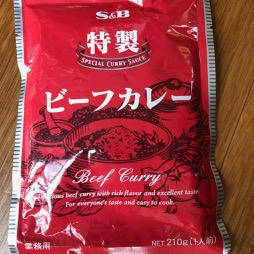 S&B
特製
SPECIAL CURRY SAUCE
ビーフカレー
Beef Curry
Delicious beef curry with rich flavor and excellent taste.
For everyone's taste and easy to cook.
業務用
NET 210g (1人前)